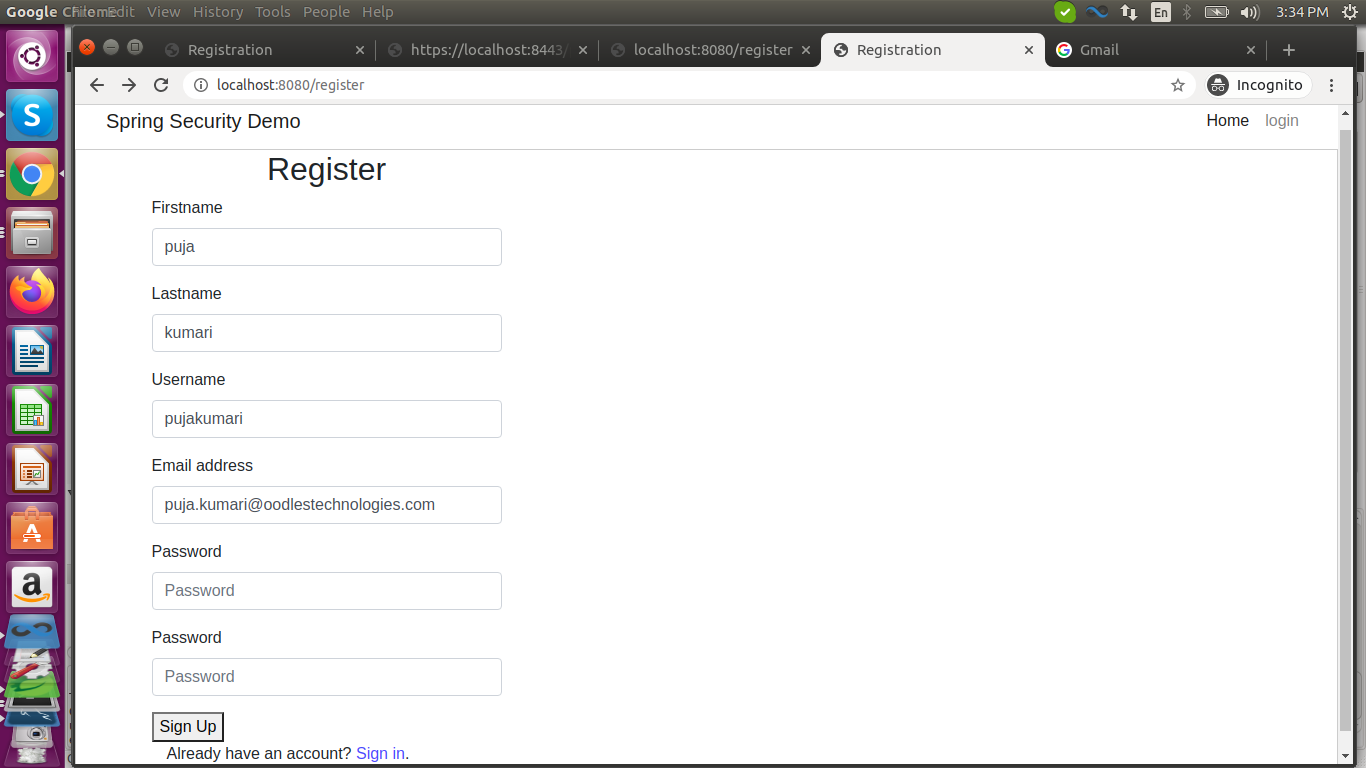 Google Chrome File Edit View History Tools People Help En 3:34 PM
Registration https://localhost:8443/ localhost:8080/register Registration Gmail
localhost:8080/register Incognito
Spring Security Demo Home login
Register
Firstname
puja
Lastname
kumari
Username
pujakumari
Email address
puja.kumari@oodlestechnologies.com
Password
Password
Password
Password
Sign Up
Already have an account? Sign in.